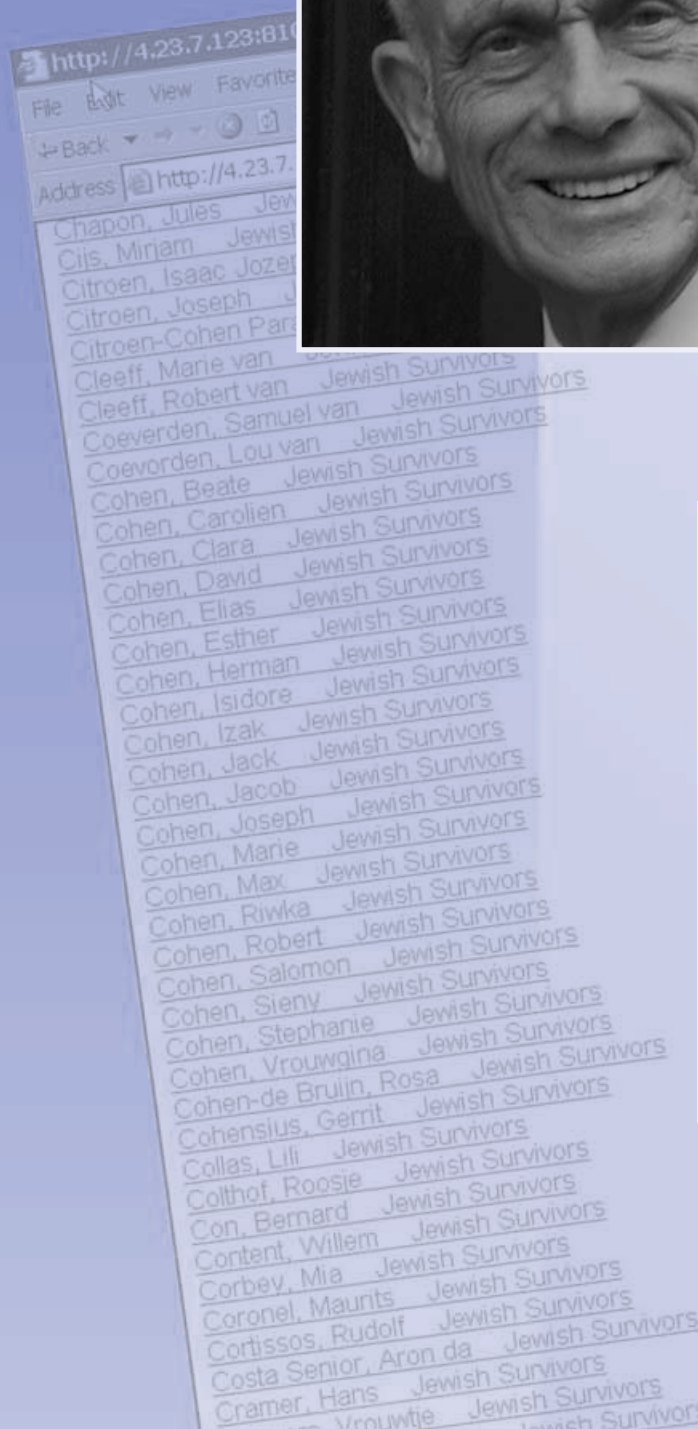 http://4.23.7.123:810
File Edit View Favorite
Back
Address http://4.23.7.
Chapon, Jules Jew
Cijs, Mirjam Jewish
Citroen, Isaac Jozef
Citroen, Joseph J
Citroen-Cohen Para
Cleeff, Marie van
Cleeff, Robert van Jewish Survivors
Coeverden, Samuel van Jewish Survivors
Coevorden, Lou van Jewish Survivors
Cohen, Beate Jewish Survivors
Cohen, Carolien Jewish Survivors
Cohen, Clara Jewish Survivors
Cohen, David Jewish Survivors
Cohen, Elias Jewish Survivors
Cohen, Esther Jewish Survivors
Cohen, Herman Jewish Survivors
Cohen, Isidore Jewish Survivors
Cohen, Izak Jewish Survivors
Cohen, Jack Jewish Survivors
Cohen, Jacob Jewish Survivors
Cohen, Joseph Jewish Survivors
Cohen, Marie Jewish Survivors
Cohen, Max Jewish Survivors
Cohen, Riwka Jewish Survivors
Cohen, Robert Jewish Survivors
Cohen, Salomon Jewish Survivors
Cohen, Sieny Jewish Survivors
Cohen, Stephanie Jewish Survivors
Cohen, Vrouwgina Jewish Survivors
Cohen-de Bruijn, Rosa Jewish Survivors
Cohensius, Gerrit Jewish Survivors
Collas, Lili Jewish Survivors
Colthof, Roosje Jewish Survivors
Con, Bernard Jewish Survivors
Content, Willem Jewish Survivors
Corbey, Mia Jewish Survivors
Coronel, Maurits Jewish Survivors
Cortissos, Rudolf Jewish Survivors
Costa Senior, Aron da Jewish Survivors
Cramer, Hans Jewish Survivors
Vrouwtje Jewish Survivors
Jewish Survivors